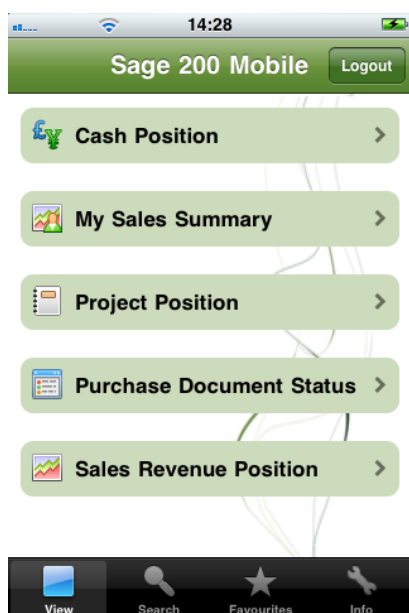 14:28
Sage 200 Mobile
Logout
Cash Position
My Sales Summary
Project Position
Purchase Document Status
Sales Revenue Position
View Search Favourites Info